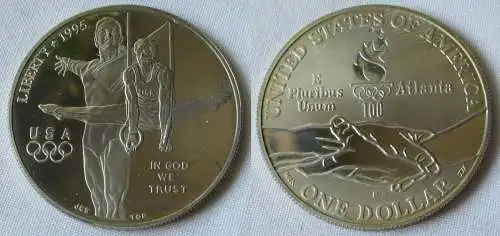 LIBERTY * 1995
USA
IN GOD
WE
TRUST
UNITED STATES OF AMERICA
E
Pluribus
Unum
Atlanta
100
ONE DOLLAR